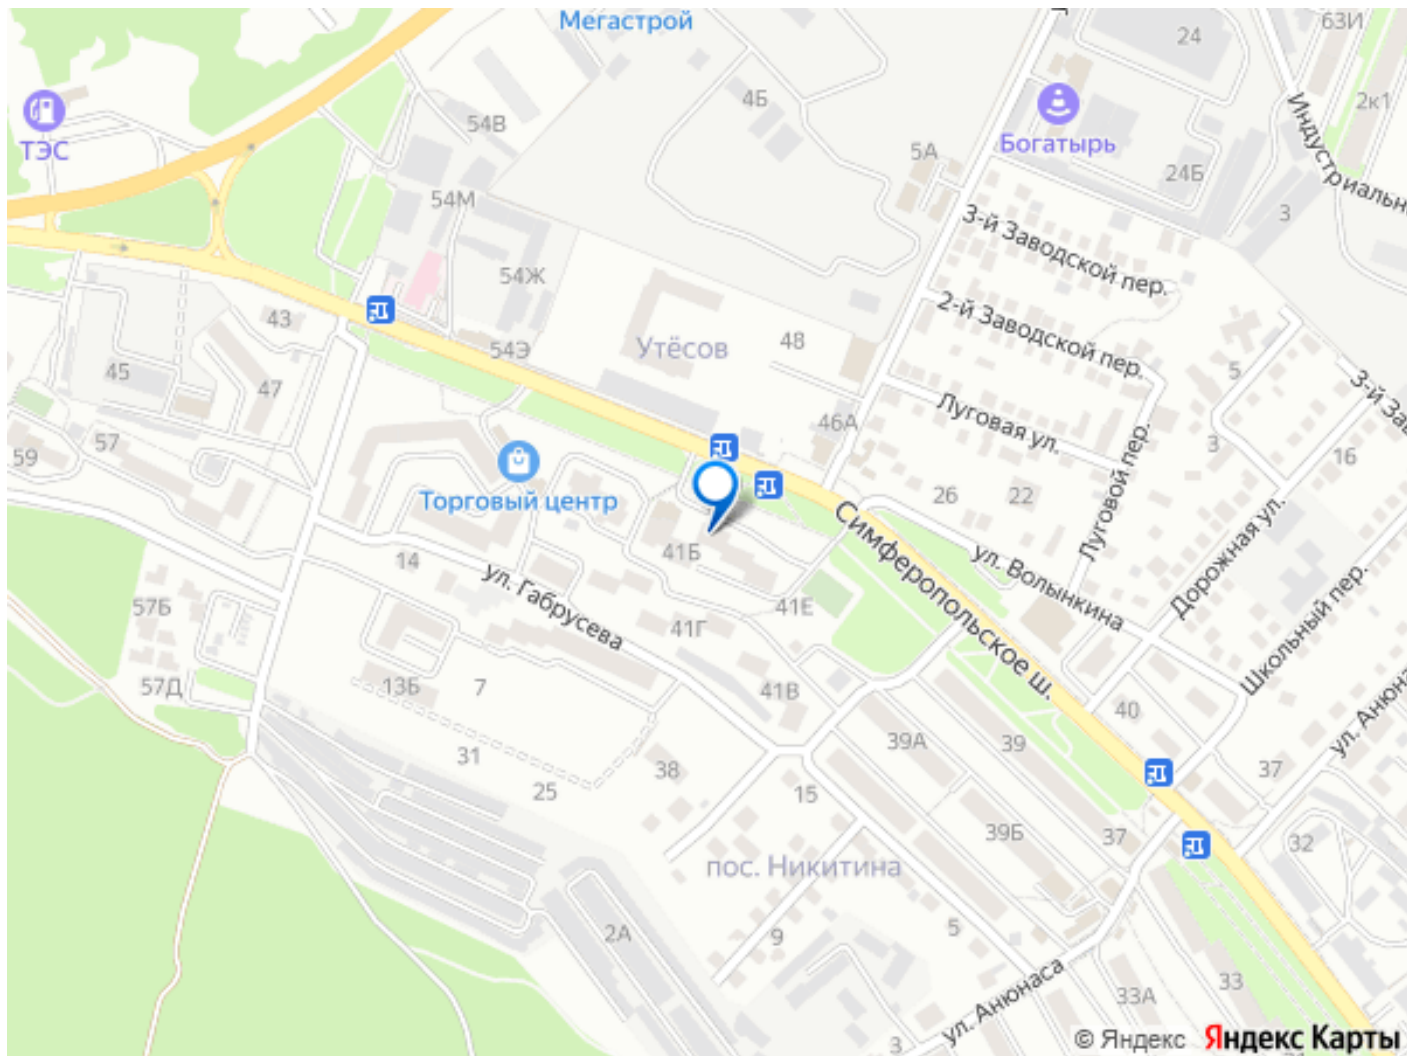 Мегастрой
24
63И
2к1
4Б
54В
ТЭС
Богатырь
5А
24Б
Индустриальн
3
54М
3-й Заводской пер.
54Ж
2-й Заводской пер.
43
Утёсов
48
54Э
45
47
5
3-й Зав
Луговая ул.
46А
57
59
3
16
Луговой пер.
26
22
Торговый центр
Симферопольское ш.
ул. Волынкина
Дорожная ул.
41Б
14
ул. Габрусева
41Е
57Б
41Г
Школьный пер.
57Д
13Б
7
41В
ул. Анюна
40
39А
39
31
38
25
15
37
39Б
37
32
пос. Никитина
2А
9
5
ул. Анюнаса
33А
33
3
© Яндекс Яндекс Карты